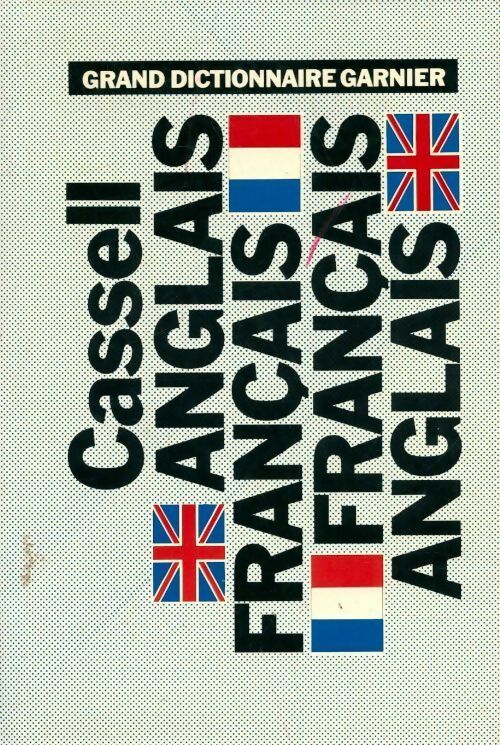 GRAND DICTIONNAIRE GARNIER
Cassell
ANGLAIS
FRANÇAIS
FRANÇAIS
ANGLAIS